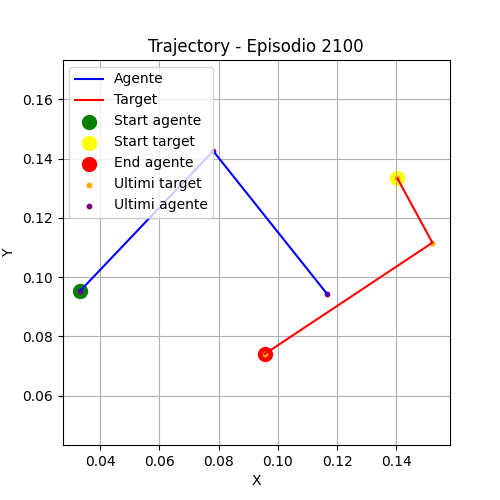 Trajectory - Episodio 2100
Agente
Target
Start agente
Start target
End agente
Ultimi target
Ultimi agente
0.16
0.14
0.12
0.10
0.08
0.06
Y
0.04
0.06
0.08
0.10
0.12
0.14
X